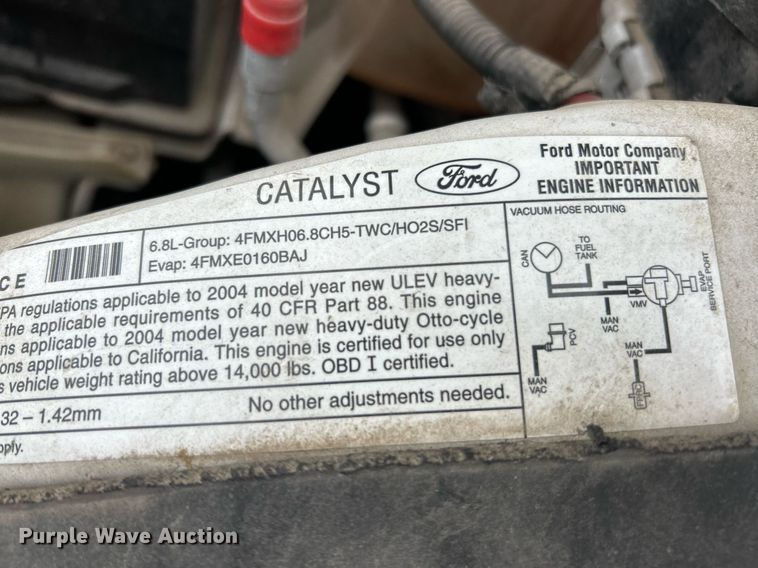 CATALYST
Ford
Ford Motor Company
IMPORTANT
ENGINE INFORMATION
6.8L-Group: 4FMXH06.8CH5-TWC/HO2S/SFI
Evap: 4FMXE0160BAJ
CE
PA regulations applicable to 2004 model year new ULEV heavy-
the applicable requirements of 40 CFR Part 88. This engine
ns applicable to 2004 model year new heavy-duty Otto-cycle
ons applicable to California. This engine is certified for use only
s vehicle weight rating above 14,000 lbs. OBD I certified.
32 – 1.42mm
No other adjustments needed.
pply.
VACUUM HOSE ROUTING
CAN
TO
FUEL
TANK
VMV
EVAP
SERVICE PORT
MAN
VAC
PCV
MAN
VAC
MAN
VAC
Purple Wave Auction